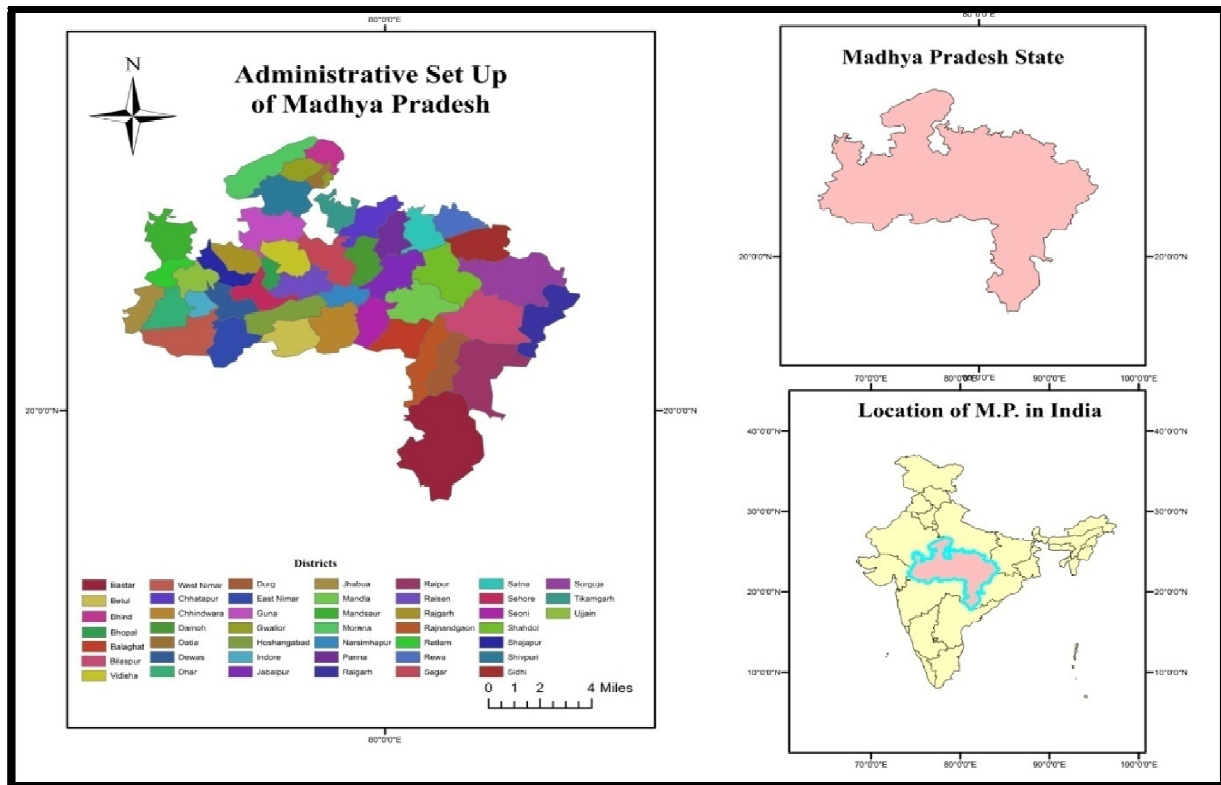 80°0'0"E
N
Administrative Set Up
of Madhya Pradesh
20°0'0"N
20°0'0"N
Districts
Bastar
Betul
Bhind
Bhopal
Balaghat
Bilaspur
Vidisha
West Nimar
Chhatapur
Chhindwara
Damoh
Datia
Dewas
Dhar
Durg
East Nimar
Guna
Gwalior
Hoshangabad
Indore
Jabalpur
Jhabua
Mandla
Mandsaur
Morena
Narsimhapur
Panna
Raigarh
Raipur
Raisen
Rajgarh
Rajnandgaon
Ratlam
Rewa
Sagar
Satna
Sehore
Seoni
Shahdol
Shajapur
Shivpuri
Sidhi
Surguja
Tikamgarh
Ujjain
0 1 2 4 Miles
80°0'0"E
80°0'0"E
Madhya Pradesh State
20°0'0"N
20°0'0"N
80°0'0"E
70°0'0"E
80°0'0"E
90°0'0"E
100°0'0"E
Location of M.P. in India
40°0'0"N
40°0'0"N
30°0'0"N
30°0'0"N
20°0'0"N
20°0'0"N
10°0'0"N
10°0'0"N
70°0'0"E
80°0'0"E
90°0'0"E
100°0'0"E